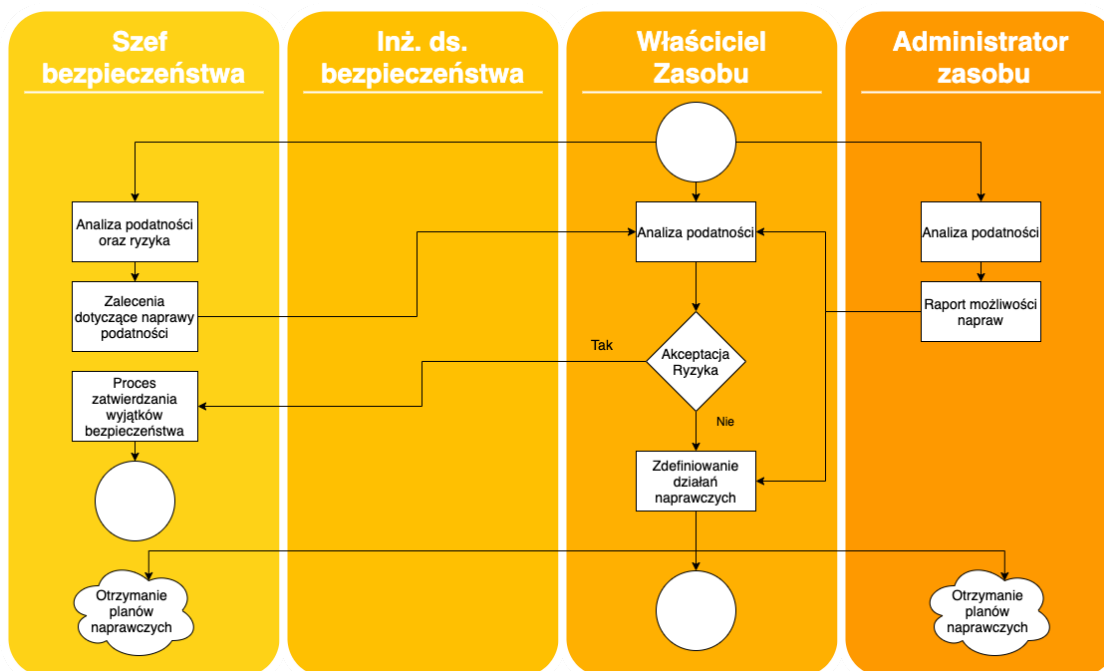 Szef
bezpieczeństwa
Inż. ds.
bezpieczeństwa
Właściciel
Zasobu
Administrator
zasobu
Analiza podatności
oraz ryzyka
Analiza podatności
Analiza podatności
Zalecenia
dotyczące naprawy
podatności
Raport możliwości
napraw
Tak
Akceptacja
Ryzyka
Proces
zatwierdzania
wyjątków
bezpieczeństwa
Nie
Zdefiniowanie
działań
naprawczych
Otrzymanie
planów
naprawczych
Otrzymanie
planów
naprawczych